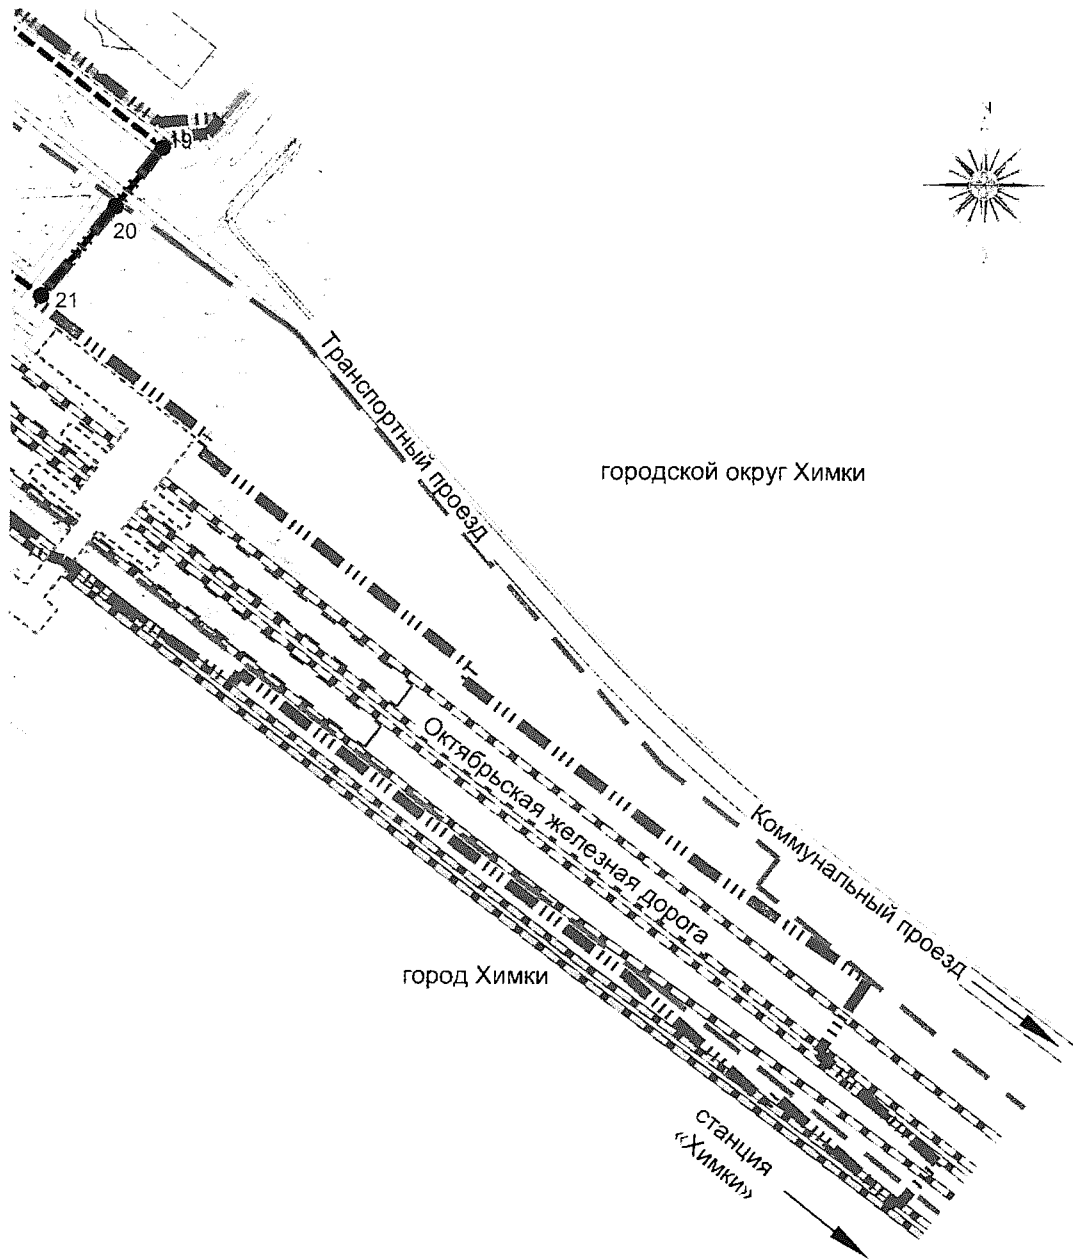 19
20
21
Транспортный проезд
городской округ Химки
Октябрьская железная дорога
Коммунальный проезд
город Химки
станция
«Химки»